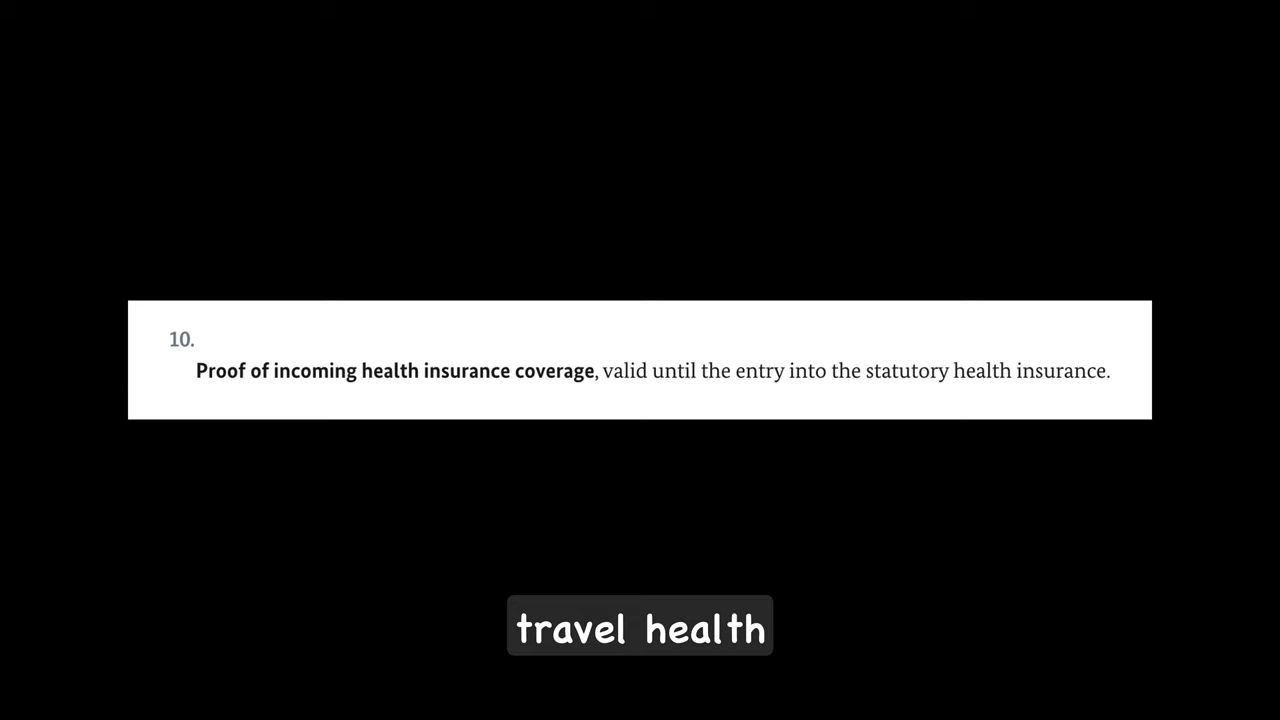 10.
Proof of incoming health insurance coverage, valid until the entry into the statutory health insurance.
travel health